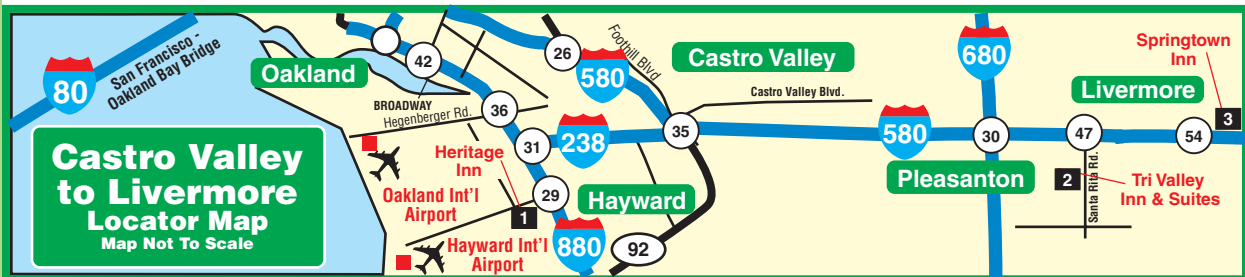 80
San Francisco -
Oakland Bay Bridge
Oakland
42
BROADWAY
Hegenberger Rd.
36
26
580
Foothill Blvd
Castro Valley
Castro Valley Blvd.
35
31
238
580
680
30
Pleasanton
47
Santa Rita Rd.
2
Tri Valley
Inn & Suites
Livermore
54
Springtown
Inn
3
Castro Valley
to Livermore
Locator Map
Map Not To Scale
Heritage
Inn
1
29
Hayward
880
92
Oakland Int'l
Airport
Hayward Int'l
Airport